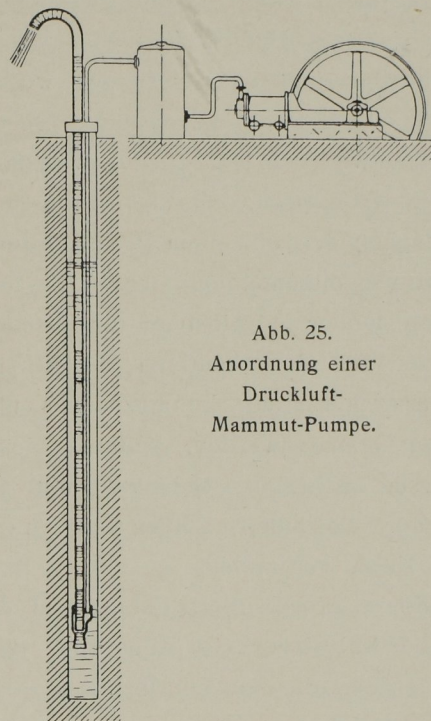 Abb. 25.
Anordnung einer
Druckluft-
Mammut-Pumpe.